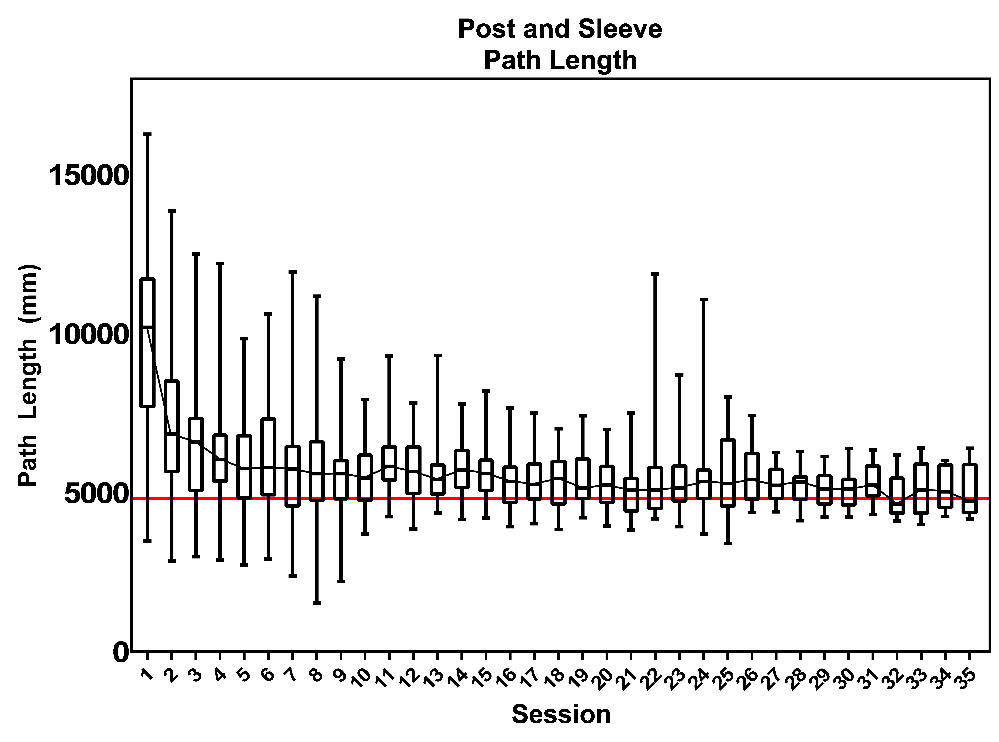 Post and Sleeve
Path Length
15000
10000
5000
0
Path Length (mm)
1 2 3 4 5 6 7 8 9 10 11 12 13 14 15 16 17 18 19 20 21 22 23 24 25 26 27 28 29 30 31 32 33 34 35
Session